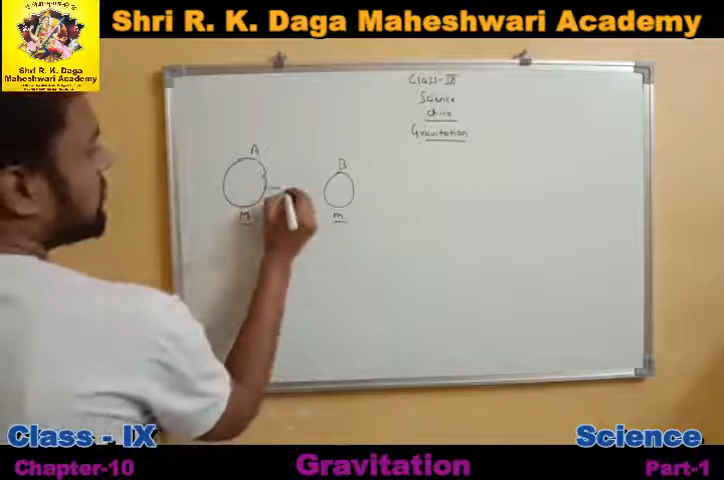 Shri R. K. Daga Maheshwari Academy
Shri R. K. Daga
Maheshwari Academy
Class-IX
Science
Ch:10
Gravitation
A
B
M
m
Class - IX
Science
Chapter-10
Gravitation
Part-1